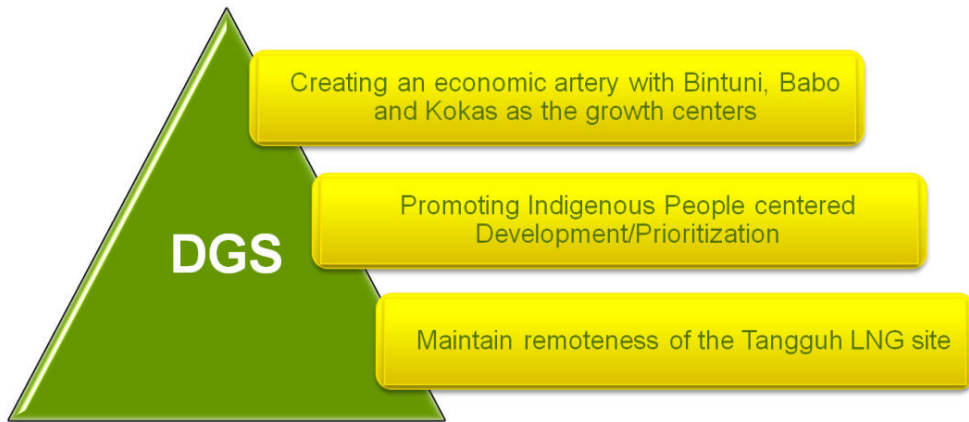 Creating an economic artery with Bintuni, Babo
and Kokas as the growth centers
Promoting Indigenous People centered
Development/Prioritization
DGS
Maintain remoteness of the Tangguh LNG site